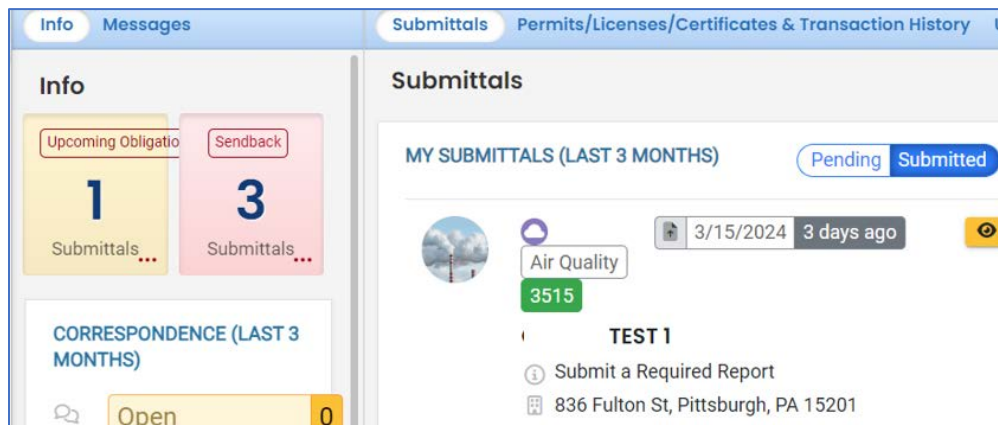 Info Messages
Submittals Permits/Licenses/Certificates & Transaction History
Info
Upcoming Obligatio
1
Submittals...
Sendback
3
Submittals...
CORRESPONDENCE (LAST 3
MONTHS)
Open 0
Submittals
MY SUBMITTALS (LAST 3 MONTHS) Pending Submitted
3/15/2024 3 days ago
Air Quality
3515
TEST 1
Submit a Required Report
836 Fulton St, Pittsburgh, PA 15201